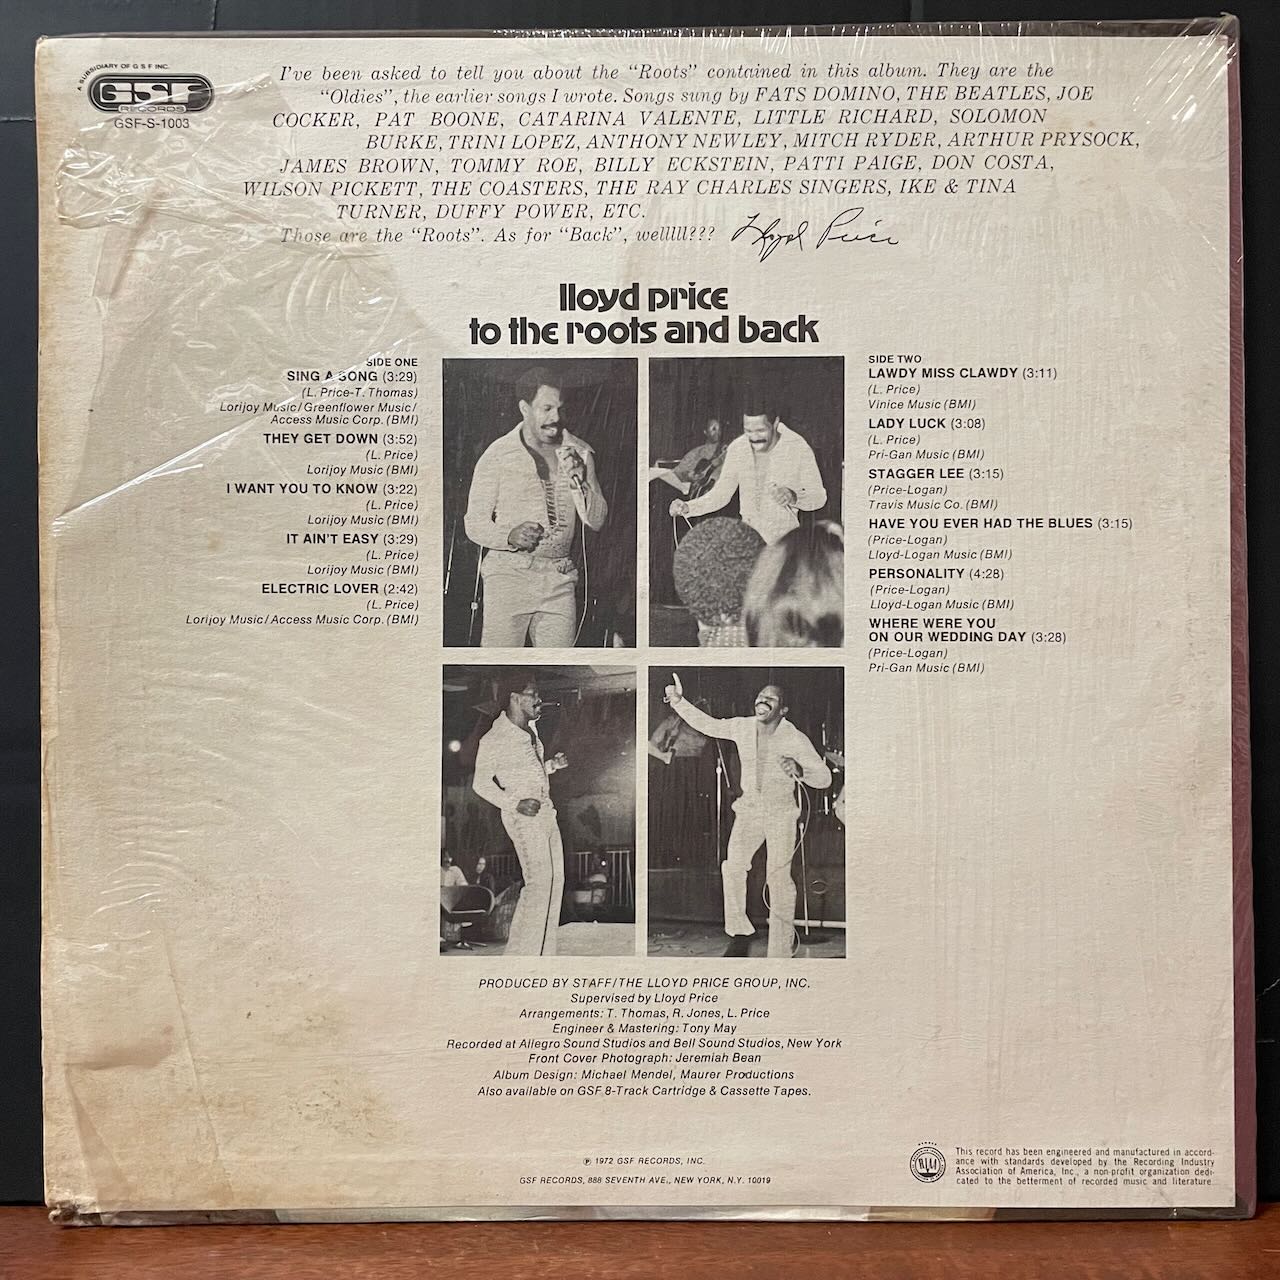 A SUBSIDIARY OF G S F INC.
GSF
RECORDS
GSF-S-1003
I've been asked to tell you about the "Roots" contained in this album. They are the
"Oldies", the earlier songs I wrote. Songs sung by FATS DOMINO, THE BEATLES, JOE
COCKER, PAT BOONE, CATARINA VALENTE, LITTLE RICHARD, SOLOMON
BURKE, TRINI LOPEZ, ANTHONY NEWLEY, MITCH RYDER, ARTHUR PRYSOCK,
JAMES BROWN, TOMMY ROE, BILLY ECKSTEIN, PATTI PAIGE, DON COSTA,
WILSON PICKETT, THE COASTERS, THE RAY CHARLES SINGERS, IKE & TINA
TURNER, DUFFY POWER, ETC.
Those are the "Roots". As for "Back", welllll??? Lloyd Price
lloyd price
to the roots and back
SIDE ONE
SING A SONG (3:29)
(L. Price-T. Thomas)
Lorijoy Music/Greenflower Music/
Access Music Corp. (BMI)
THEY GET DOWN (3:52)
(L. Price)
Lorijoy Music (BMI)
I WANT YOU TO KNOW (3:22)
(L. Price)
Lorijoy Music (BMI)
IT AIN'T EASY (3:29)
(L. Price)
Lorijoy Music (BMI)
ELECTRIC LOVER (2:42)
(L. Price)
Lorijoy Music/Access Music Corp. (BMI)
SIDE TWO
LAWDY MISS CLAWDY (3:11)
(L. Price)
Vinice Music (BMI)
LADY LUCK (3:08)
(L. Price)
Pri-Gan Music (BMI)
STAGGER LEE (3:15)
(Price-Logan)
Travis Music Co. (BMI)
HAVE YOU EVER HAD THE BLUES (3:15)
(Price-Logan)
Lloyd-Logan Music (BMI)
PERSONALITY (4:28)
(Price-Logan)
Lloyd-Logan Music (BMI)
WHERE WERE YOU
ON OUR WEDDING DAY (3:28)
(Price-Logan)
Pri-Gan Music (BMI)
PRODUCED BY STAFF/THE LLOYD PRICE GROUP, INC.
Supervised by Lloyd Price
Arrangements: T. Thomas, R. Jones, L. Price
Engineer & Mastering: Tony May
Recorded at Allegro Sound Studios and Bell Sound Studios, New York
Front Cover Photograph: Jeremiah Bean
Album Design: Michael Mendel, Maurer Productions
Also available on GSF 8-Track Cartridge & Cassette Tapes.
℗ 1972 GSF RECORDS, INC.
GSF RECORDS, 888 SEVENTH AVE., NEW YORK, N.Y. 10019
RIAA
This record has been engineered and manufactured in accord-
ance with standards developed by the Recording Industry
Association of America, Inc., a non-profit organization dedi-
cated to the betterment of recorded music and literature.